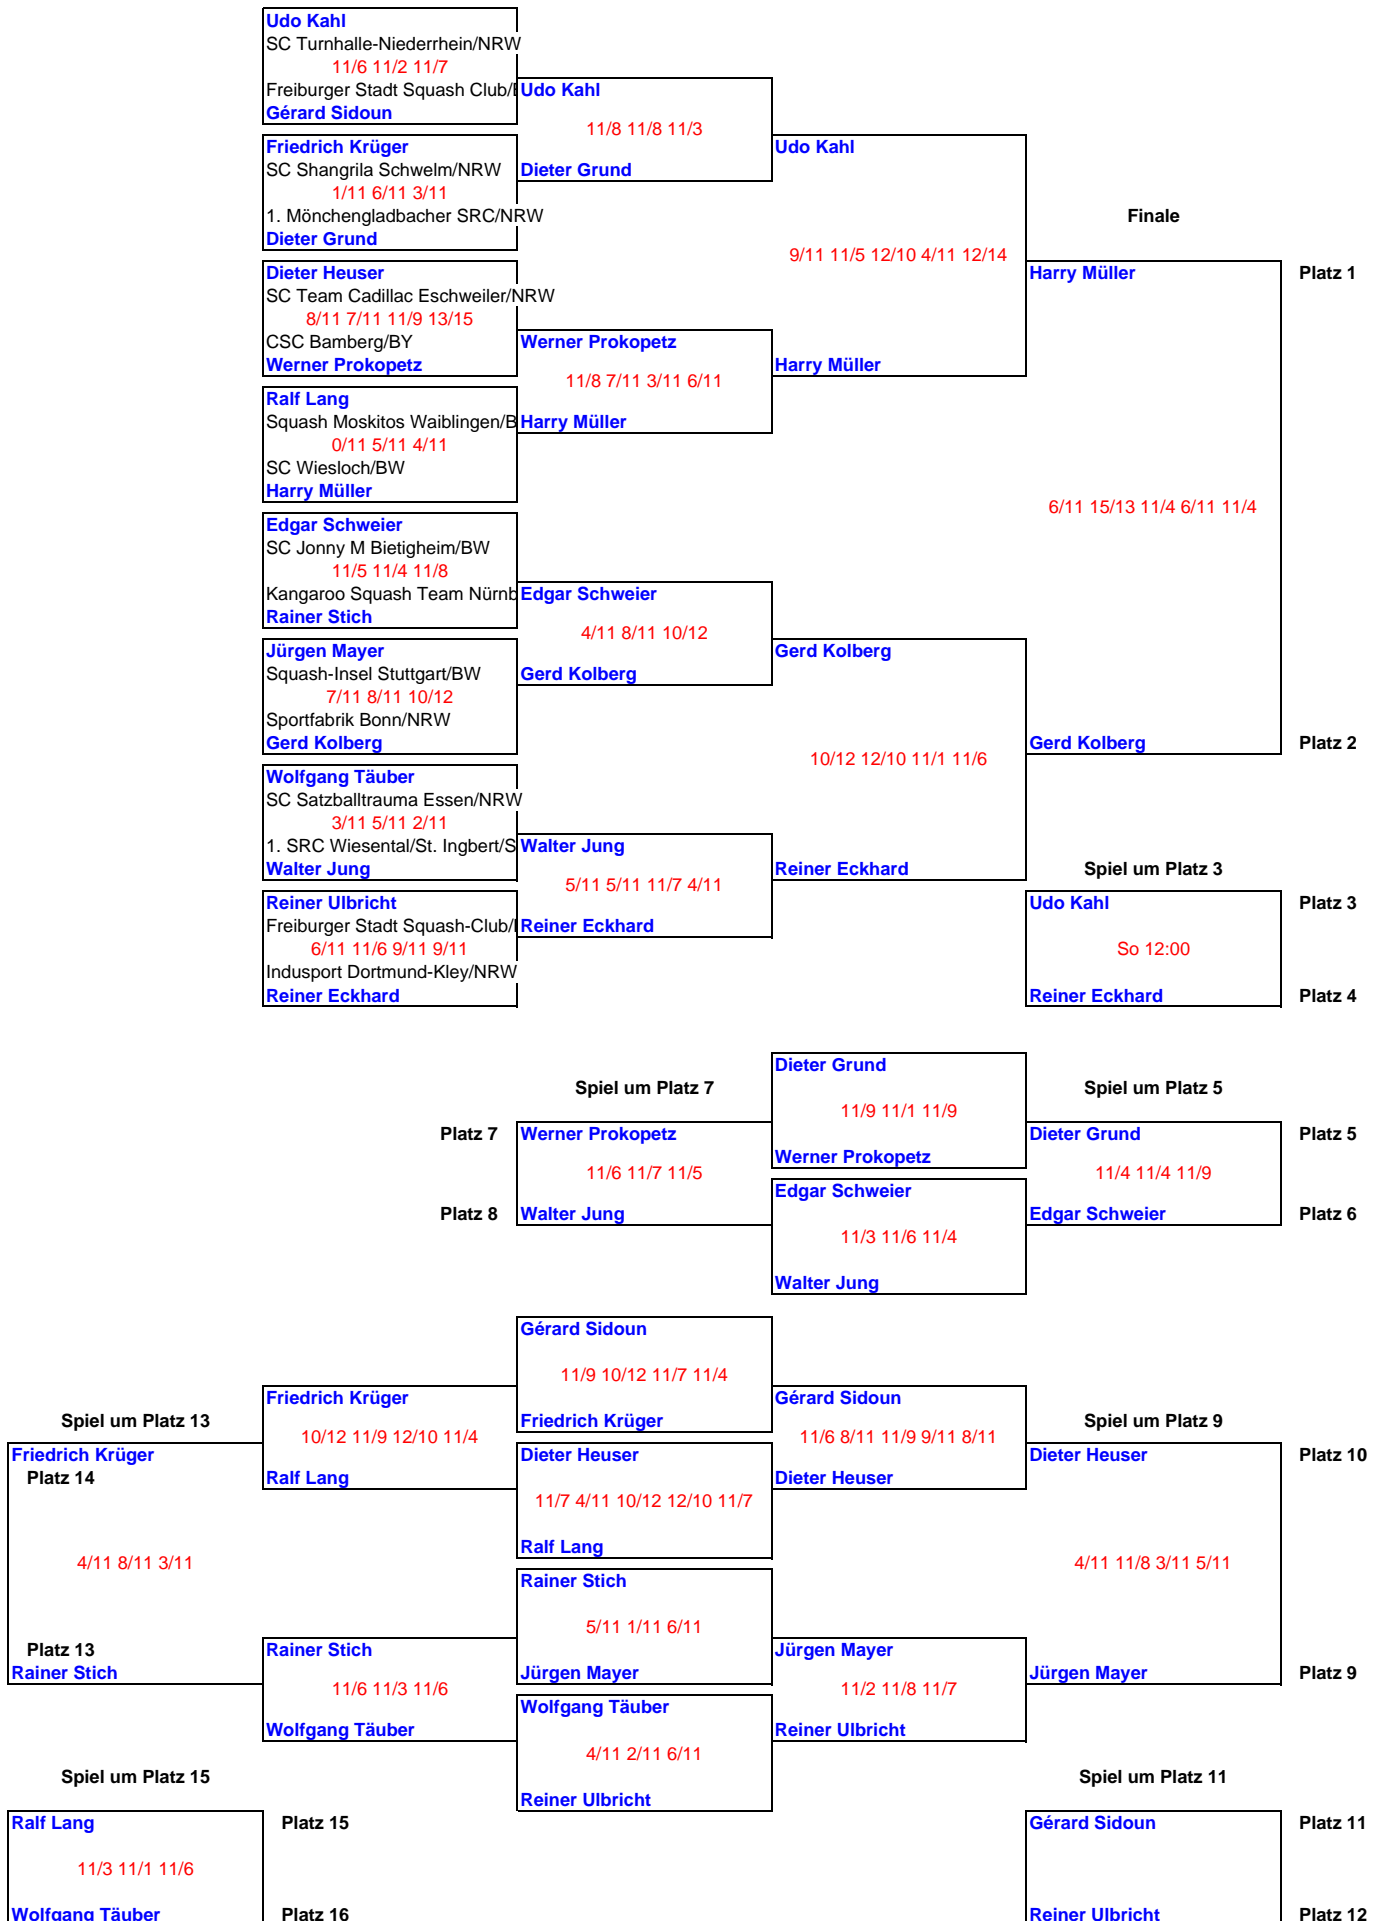 Udo Kahl
SC Turnhalle-Niederrhein/NRW
11/6 11/2 11/7
Freiburger Stadt Squash Club/
Gérard Sidoun
Friedrich Krüger
SC Shangrila Schwelm/NRW
1/11 6/11 3/11
1. Mönchengladbacher SRC/NRW
Dieter Grund
Dieter Heuser
SC Team Cadillac Eschweiler/NRW
8/11 7/11 11/9 13/15
CSC Bamberg/BY
Werner Prokopetz
Ralf Lang
Squash Moskitos Waiblingen/B
0/11 5/11 4/11
SC Wiesloch/BW
Harry Müller
Edgar Schweier
SC Jonny M Bietigheim/BW
11/5 11/4 11/8
Kangaroo Squash Team Nürnb
Rainer Stich
Jürgen Mayer
Squash-Insel Stuttgart/BW
7/11 8/11 10/12
Sportfabrik Bonn/NRW
Gerd Kolberg
Wolfgang Täuber
SC Satzballtrauma Essen/NRW
3/11 5/11 2/11
1. SRC Wiesental/St. Ingbert/S
Walter Jung
Reiner Ulbricht
Freiburger Stadt Squash-Club/
6/11 11/6 9/11 9/11
Indusport Dortmund-Kley/NRW
Reiner Eckhard
Udo Kahl
11/8 11/8 11/3
Dieter Grund
Werner Prokopetz
11/8 7/11 3/11 6/11
Harry Müller
Edgar Schweier
4/11 8/11 10/12
Gerd Kolberg
Walter Jung
5/11 5/11 11/7 4/11
Reiner Eckhard
Udo Kahl
9/11 11/5 12/10 4/11 12/14
Harry Müller
Gerd Kolberg
10/12 12/10 11/1 11/6
Reiner Eckhard
Finale
Harry Müller
Platz 1
6/11 15/13 11/4 6/11 11/4
Gerd Kolberg
Platz 2
Spiel um Platz 3
Udo Kahl
Platz 3
So 12:00
Reiner Eckhard
Platz 4
Spiel um Platz 7
Platz 7
Werner Prokopetz
11/6 11/7 11/5
Platz 8
Walter Jung
Dieter Grund
11/9 11/1 11/9
Werner Prokopetz
Edgar Schweier
11/3 11/6 11/4
Walter Jung
Spiel um Platz 5
Dieter Grund
Platz 5
11/4 11/4 11/9
Edgar Schweier
Platz 6
Spiel um Platz 13
Friedrich Krüger
Platz 14
4/11 8/11 3/11
Platz 13
Rainer Stich
Friedrich Krüger
10/12 11/9 12/10 11/4
Ralf Lang
Rainer Stich
11/6 11/3 11/6
Wolfgang Täuber
Gérard Sidoun
11/9 10/12 11/7 11/4
Friedrich Krüger
Dieter Heuser
11/7 4/11 10/12 12/10 11/7
Ralf Lang
Rainer Stich
5/11 1/11 6/11
Jürgen Mayer
Wolfgang Täuber
4/11 2/11 6/11
Reiner Ulbricht
Gérard Sidoun
11/6 8/11 11/9 9/11 8/11
Dieter Heuser
Jürgen Mayer
11/2 11/8 11/7
Reiner Ulbricht
Spiel um Platz 9
Dieter Heuser
Platz 10
4/11 11/8 3/11 5/11
Jürgen Mayer
Platz 9
Spiel um Platz 15
Ralf Lang
Platz 15
11/3 11/1 11/6
Wolfgang Täuber
Platz 16
Spiel um Platz 11
Gérard Sidoun
Platz 11
Reiner Ulbricht
Platz 12